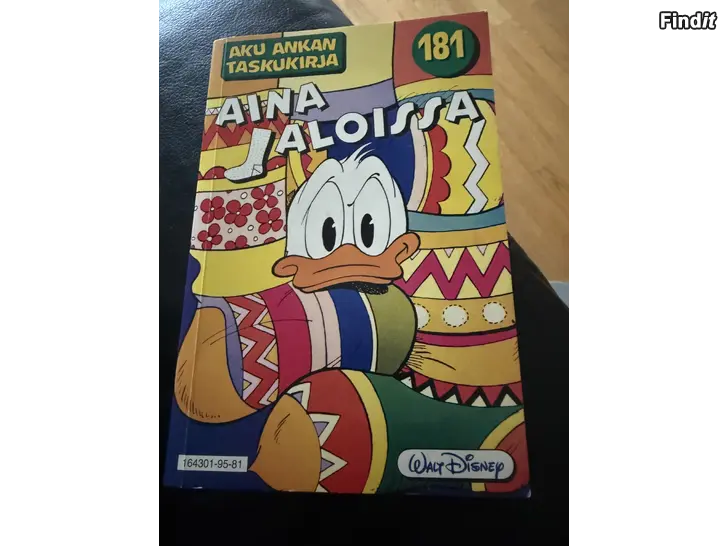 Findit
AKU ANKAN
TASKUKIRJA
181
AINA
JALOISSA
164301-95-81
WALT DISNEY